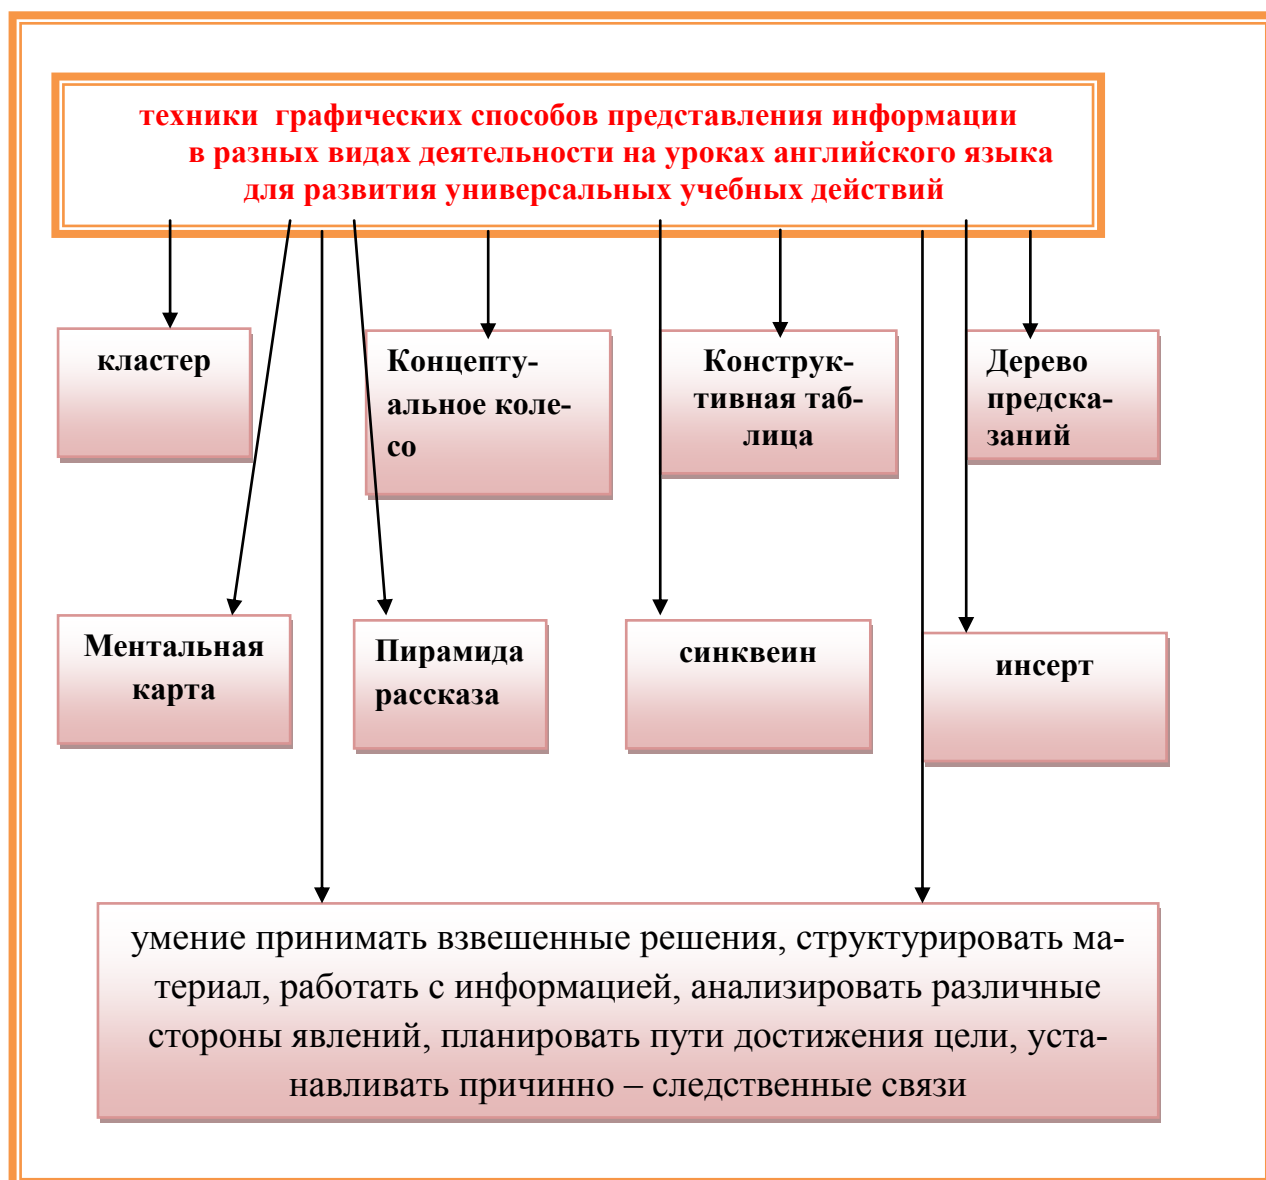 техники графических способов представления информации
в разных видах деятельности на уроках английского языка
для развития универсальных учебных действий
кластер
Концепту-
альное коле-
со
Конструк-
тивная таб-
лица
Дерево
предска-
заний
Ментальная
карта
Пирамида
рассказа
синквеин
инсерт
умение принимать взвешенные решения, структурировать ма-
териал, работать с информацией, анализировать различные
стороны явлений, планировать пути достижения цели, уста-
навливать причинно – следственные связи